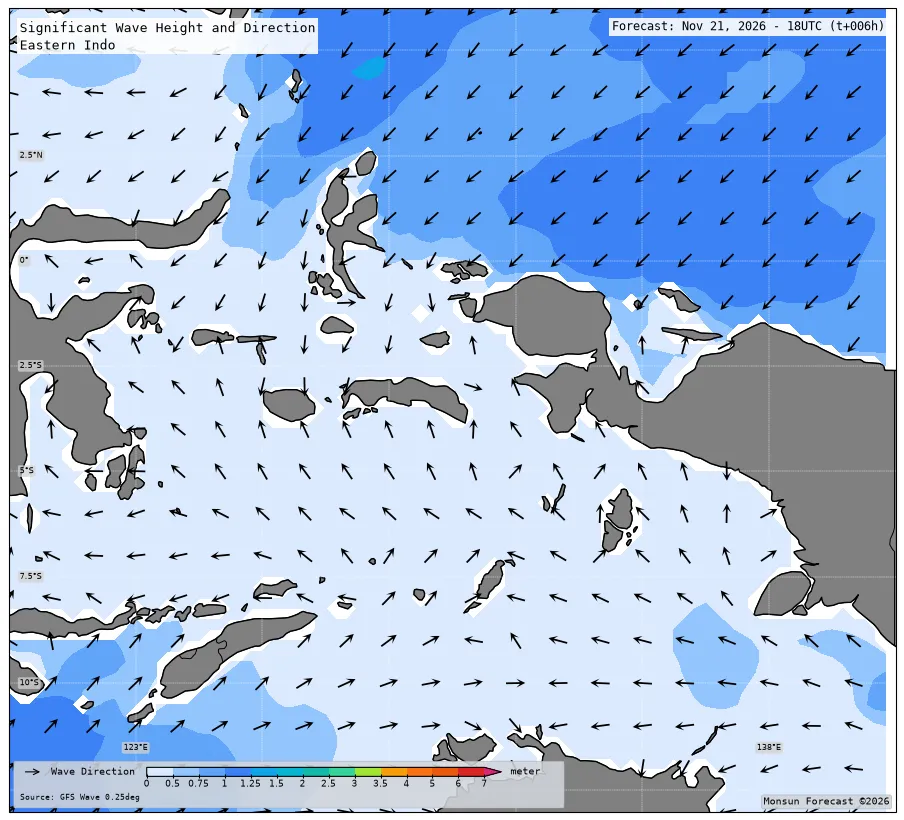 Significant Wave Height and Direction
Eastern Indo
Forecast: Nov 21, 2026 - 18UTC (t+006h)
2.5°N
0°
2.5°S
5°S
7.5°S
10°S
123°E
138°E
Wave Direction
meter
0 0.5 0.75 1 1.25 1.5 2 2.5 3 3.5 4 5 6 7
Source: GFS Wave 0.25deg
Monsun Forecast ©2026